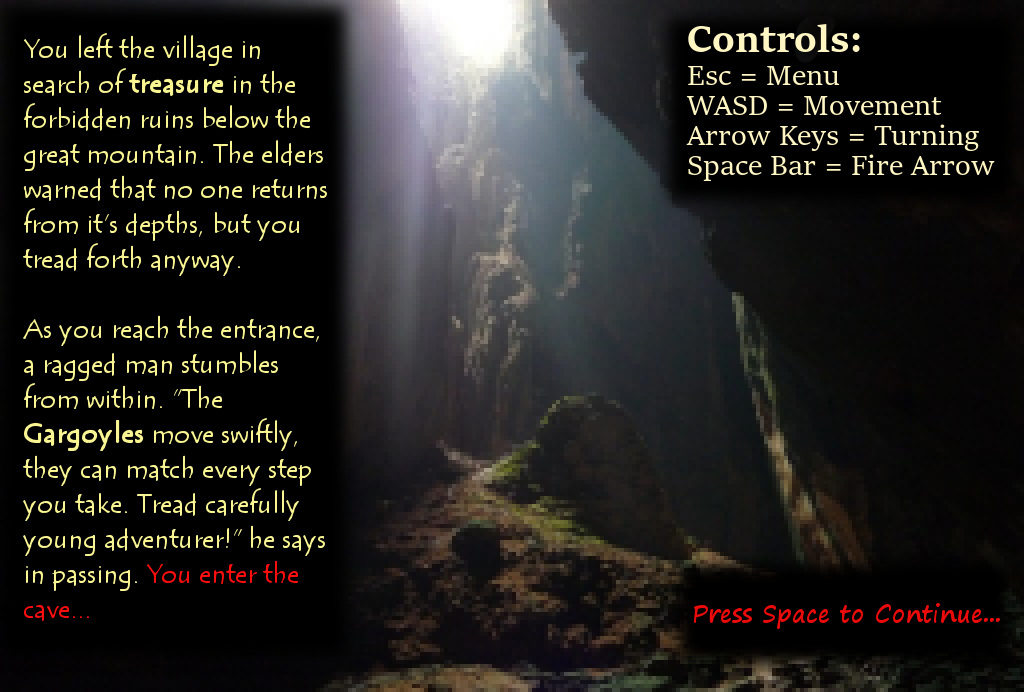 You left the village in
search of treasure in the
forbidden ruins below the
great mountain. The elders
warned that no one returns
from it's depths, but you
tread forth anyway.
As you reach the entrance,
a ragged man stumbles
from within. "The
Gargoyles move swiftly,
they can match every step
you take. Tread carefully
young adventurer!" he says
in passing. You enter the
cave...
Controls:
Esc = Menu
WASD = Movement
Arrow Keys = Turning
Space Bar = Fire Arrow
Press Space to Continue...